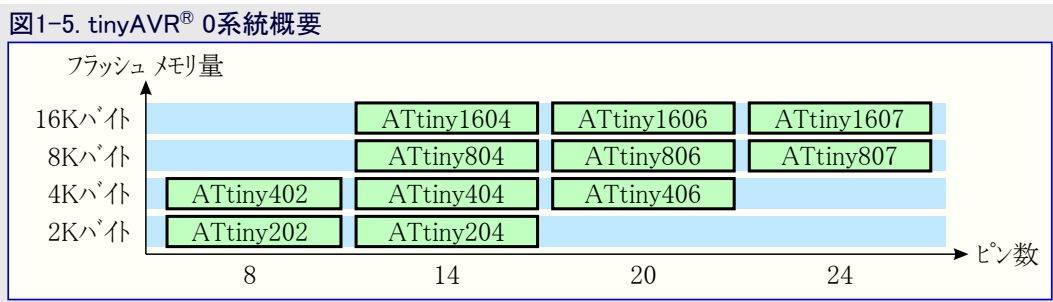 図1-5. tinyAVR® 0系統概要
フラッシュ メモリ量
16Kバイト ATtiny1604 ATtiny1606 ATtiny1607
8Kバイト ATtiny804 ATtiny806 ATtiny807
4Kバイト ATtiny402 ATtiny404 ATtiny406
2Kバイト ATtiny202 ATtiny204
ピン数
8 14 20 24